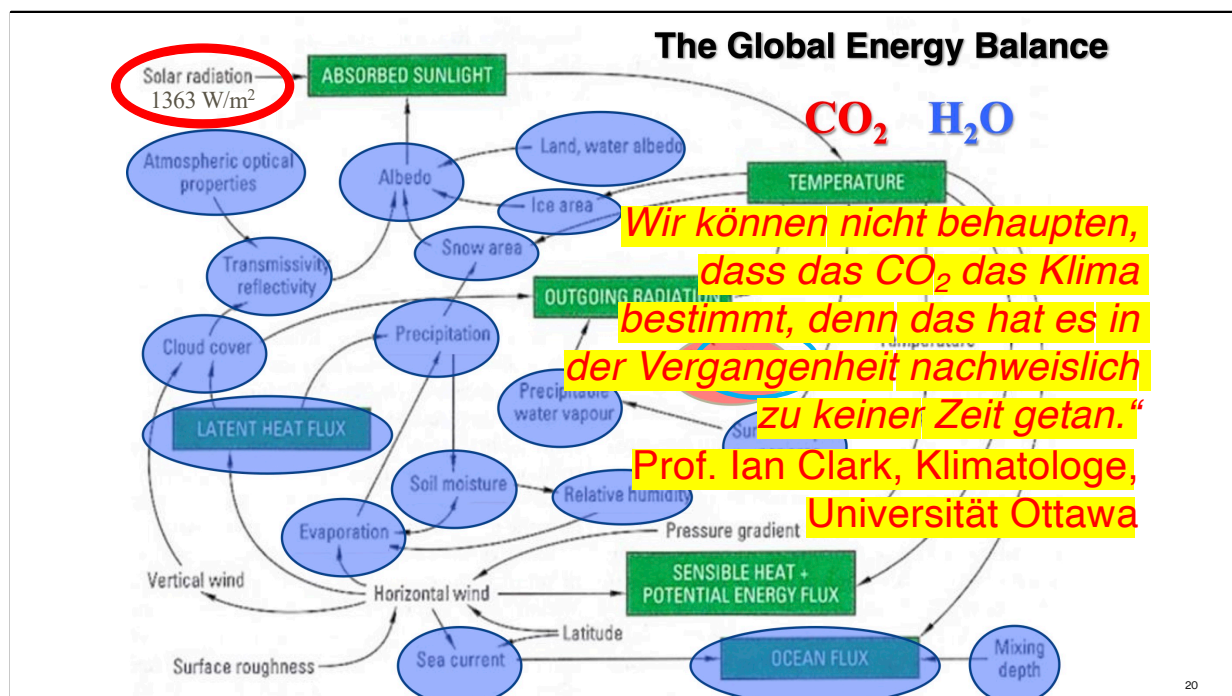 The Global Energy Balance
Solar radiation
1363 W/m²
ABSORBED SUNLIGHT
CO₂ H₂O
Atmospheric optical
properties
Albedo
Land, water albedo
Ice area
TEMPERATURE
Snow area
Transmissivity
reflectivity
OUTGOING RADIATION
Cloud cover
Precipitation
Precipitable
water vapour
LATENT HEAT FLUX
Soil moisture
Relative humidity
Evaporation
Pressure gradient
Vertical wind
Horizontal wind
SENSIBLE HEAT +
POTENTIAL ENERGY FLUX
Latitude
Surface roughness
Sea current
OCEAN FLUX
Mixing
depth
Wir können nicht behaupten,
dass das CO₂ das Klima
bestimmt, denn das hat es in
der Vergangenheit nachweislich
zu keiner Zeit getan.“
Prof. Ian Clark, Klimatologe,
Universität Ottawa
20